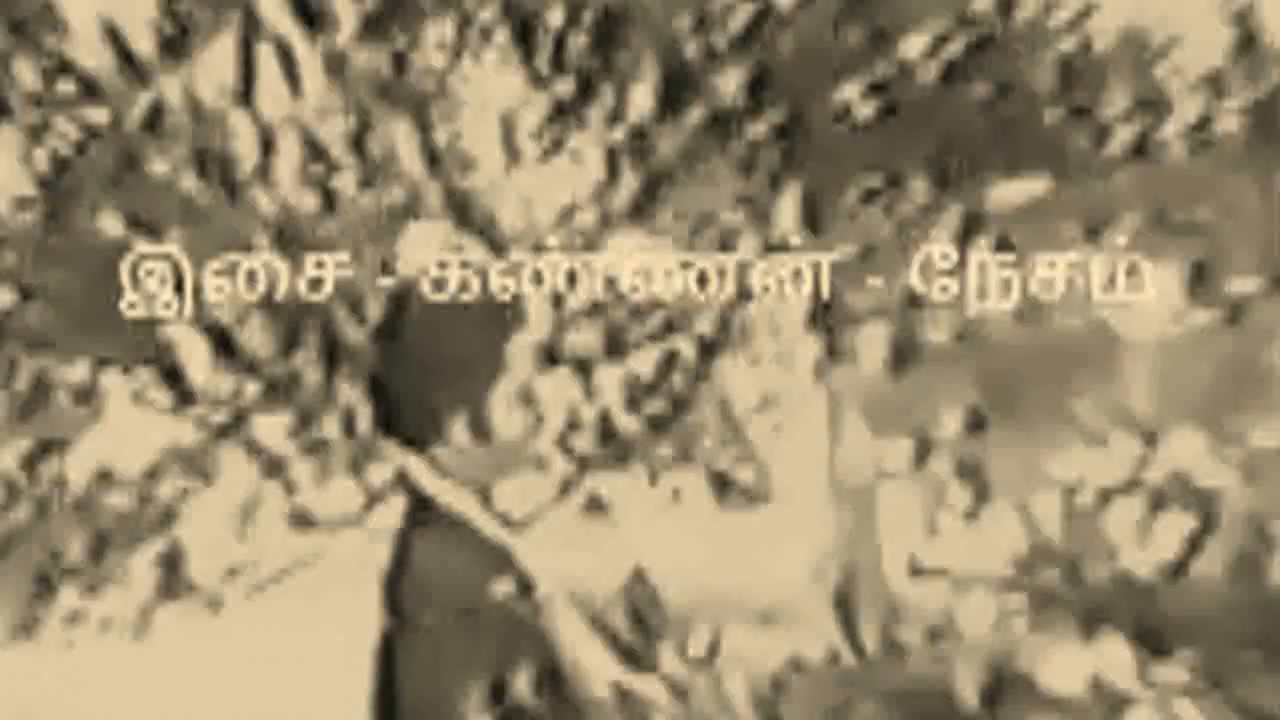 இசை - கண்ணன் - நேசம் -